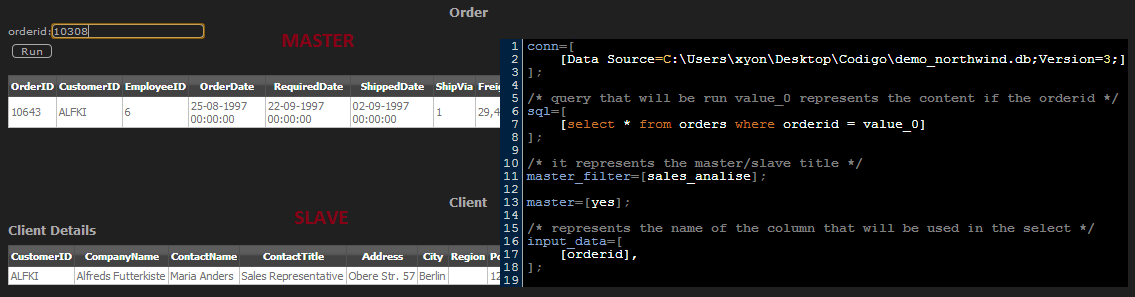 Order
orderid:10308
MASTER
Run
OrderID CustomerID EmployeeID OrderDate RequiredDate ShippedDate ShipVia
10643 ALFKI 6 25-08-1997 00:00:00 22-09-1997 00:00:00 02-09-1997 00:00:00 1 29,4
Client
SLAVE
Client Details
CustomerID CompanyName ContactName ContactTitle Address City Region
ALFKI Alfreds Futterkiste Maria Anders Sales Representative Obere Str. 57 Berlin 12
1 conn=[
2 [Data Source=C:\Users\xyon\Desktop\Codigo\demo_northwind.db;Version=3;]
3 ];
4
5 /* query that will be run value_0 represents the content if the orderid */
6 sql=[
7 [select * from orders where orderid = value_0]
8 ];
9
10 /* it represents the master/slave title */
11 master_filter=[sales_analise];
12
13 master=[yes];
14
15 /* represents the name of the column that will be used in the select */
16 input_data=[
17 [orderid],
18 ];
19